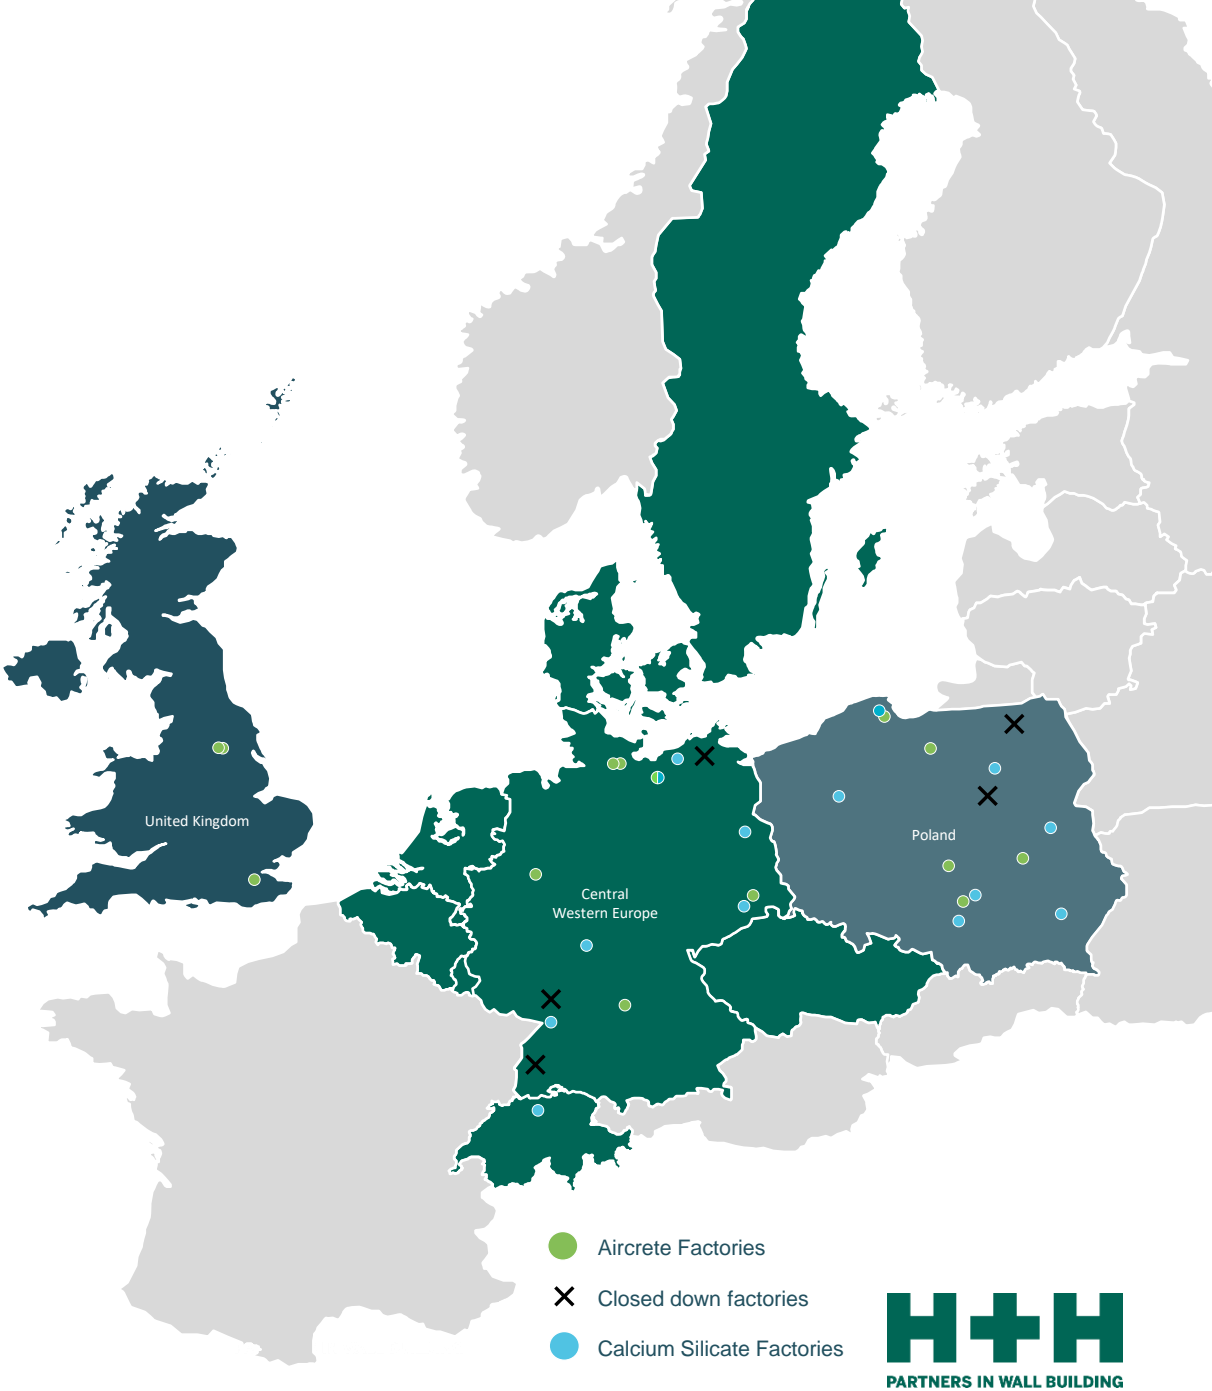 United Kingdom
Poland
Central
Western Europe
Aircrete Factories
Closed down factories
Calcium Silicate Factories
H+H
PARTNERS IN WALL BUILDING